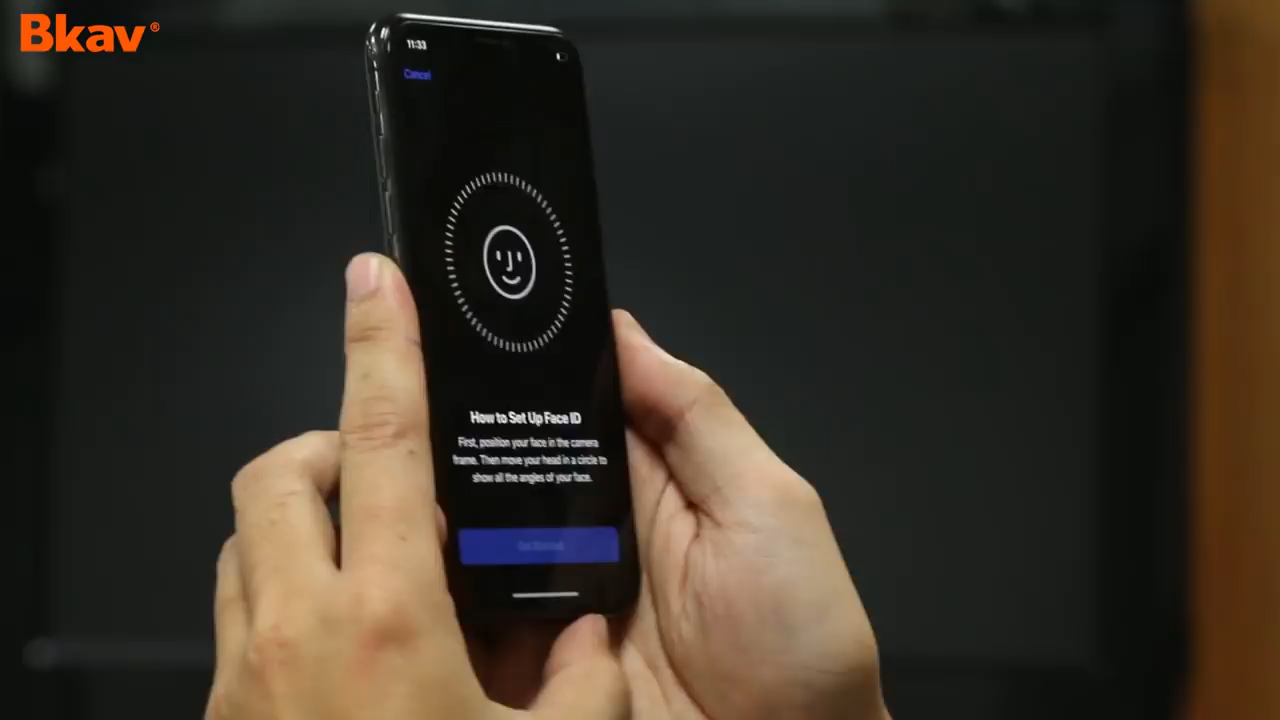 Bkav®
11:33
Cancel
How to Set Up Face ID
First, position your face in the camera
frame. Then move your head in a circle to
show all the angles of your face.